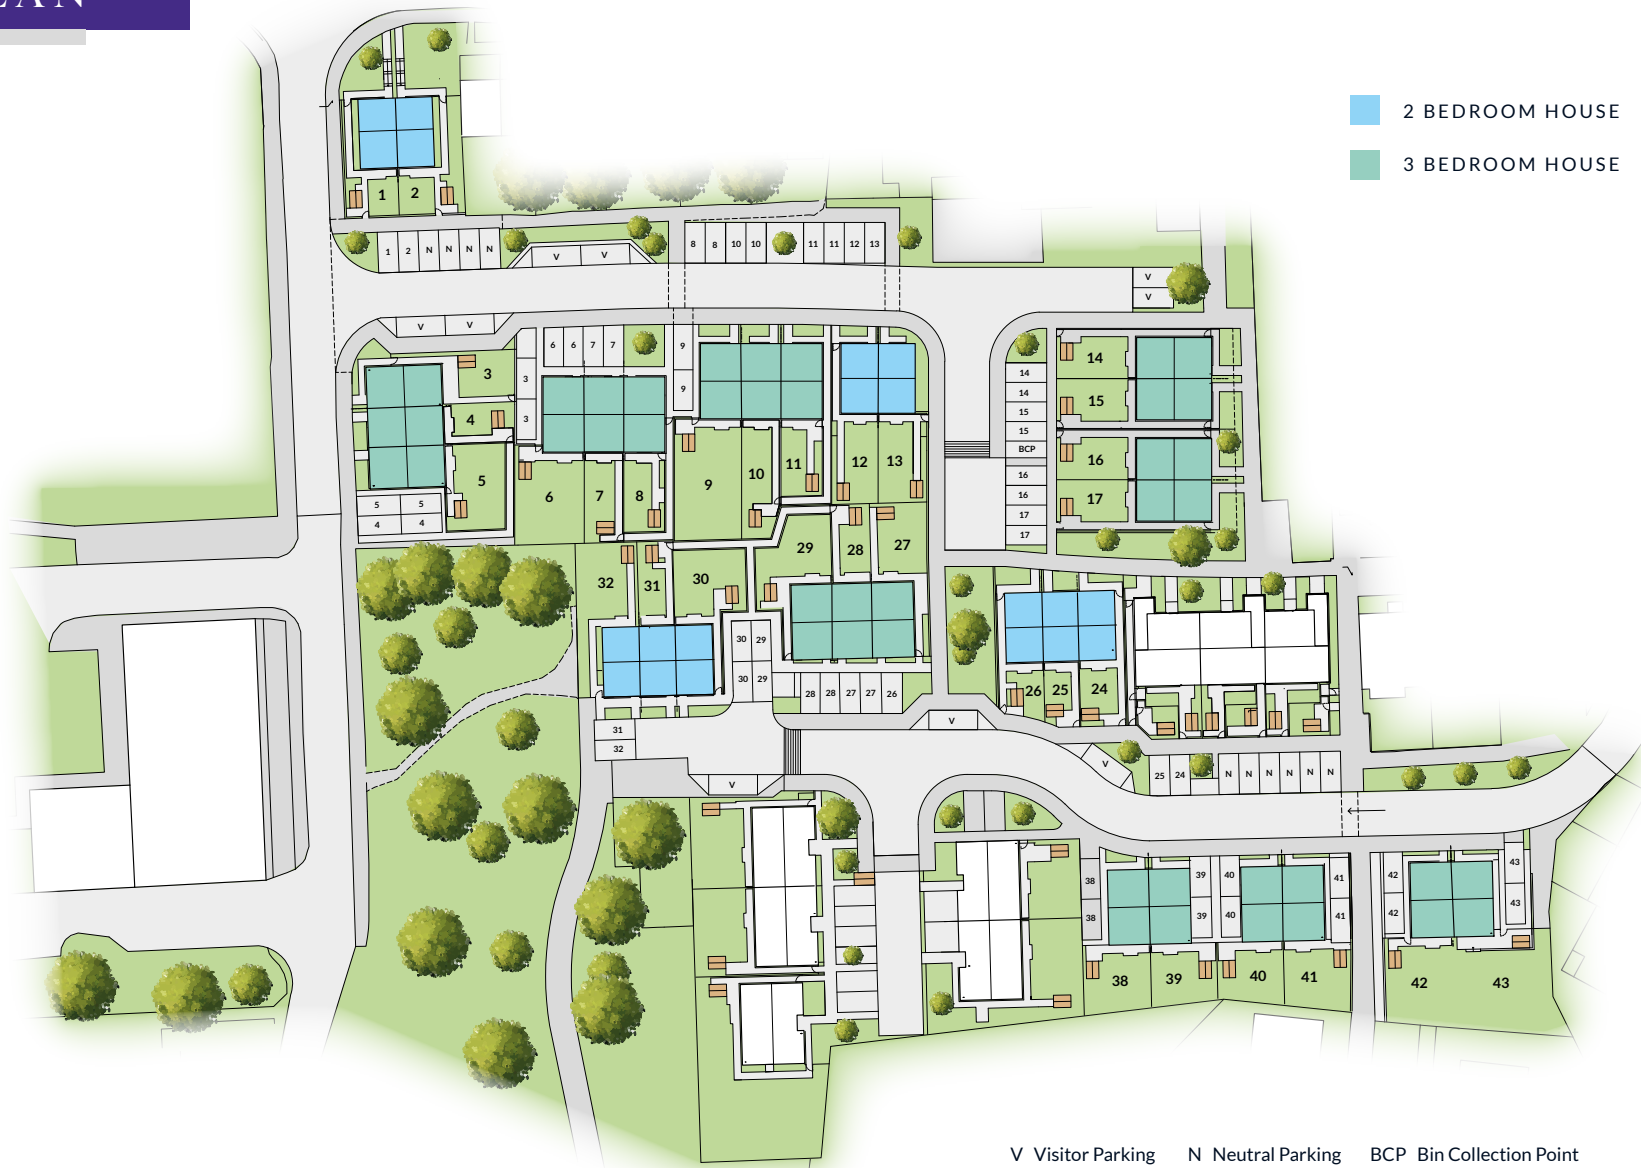 2 BEDROOM HOUSE
3 BEDROOM HOUSE
1 2
1 2 N N N N
V V
8 8 10 10 11 11 12 13
V
V
V V
6 6 7 7
9
9
3
3
3
4
5
5 5
4 4
6 7 8
9 10 11
12 13
14
14
15
15
BCP
16
16
17
17
14
15
16
17
32 31 30
29 28 27
30 29
30 29
28 28 27 27 26
31
32
V
V
26 25 24
V
25 24 N N N N N N
38
38
39
39
40
40
41
41
42
42
43
43
38 39 40 41 42 43
V Visitor Parking N Neutral Parking BCP Bin Collection Point